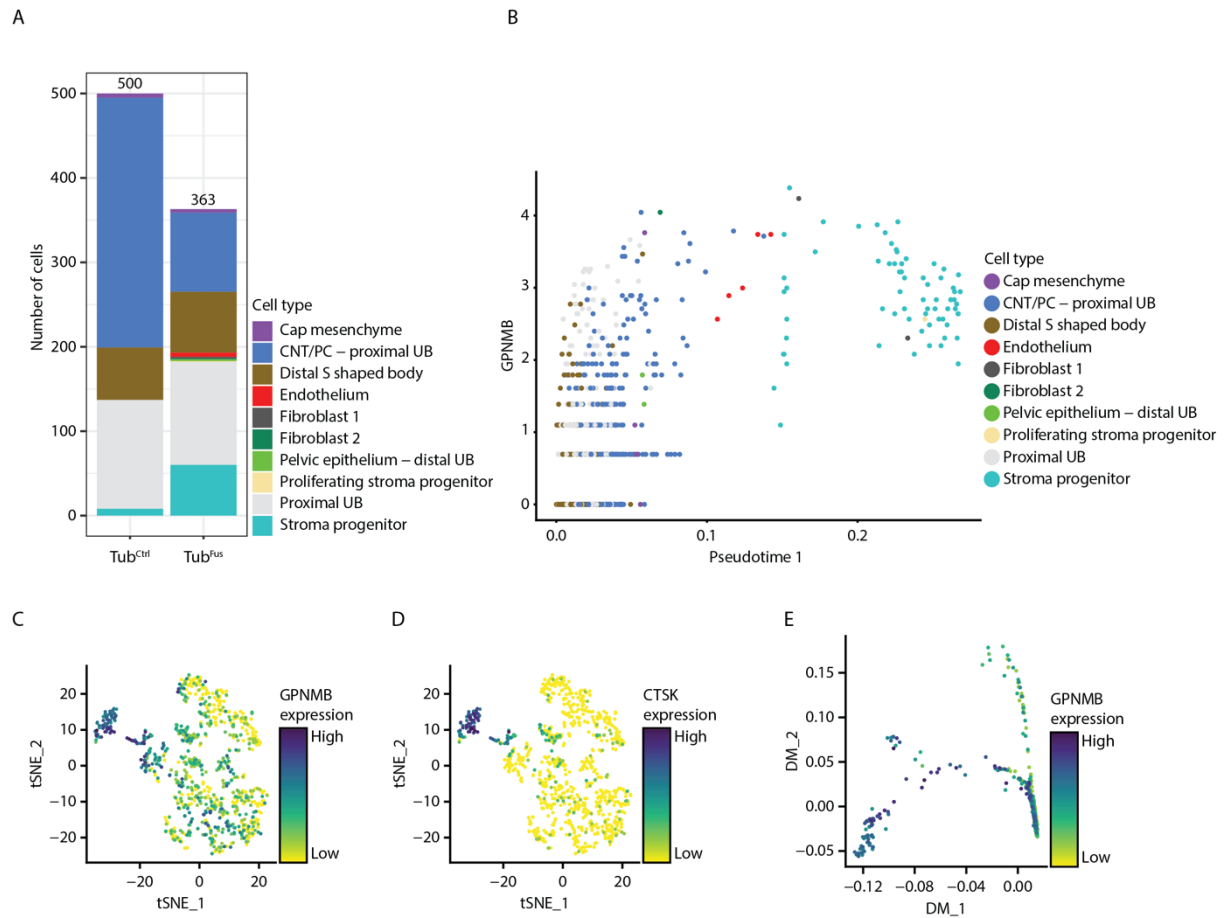 A
B
500
363
500
400
300
200
100
0
Number of cells
Tub^Ctrl
Tub^Fus
Cell type
Cap mesenchyme
CNT/PC – proximal UB
Distal S shaped body
Endothelium
Fibroblast 1
Fibroblast 2
Pelvic epithelium – distal UB
Proliferating stroma progenitor
Proximal UB
Stroma progenitor
4
3
2
1
0
GPNMB
0.0
0.1
0.2
Pseudotime 1
Cell type
Cap mesenchyme
CNT/PC – proximal UB
Distal S shaped body
Endothelium
Fibroblast 1
Fibroblast 2
Pelvic epithelium – distal UB
Proliferating stroma progenitor
Proximal UB
Stroma progenitor
C
D
E
20
10
0
−10
−20
tSNE_2
−20
0
20
tSNE_1
GPNMB
expression
High
Low
20
10
0
−10
−20
tSNE_2
−20
0
20
tSNE_1
CTSK
expression
High
Low
0.15
0.10
0.05
0.00
−0.05
DM_2
−0.12
−0.08
−0.04
0.00
DM_1
GPNMB
expression
High
Low